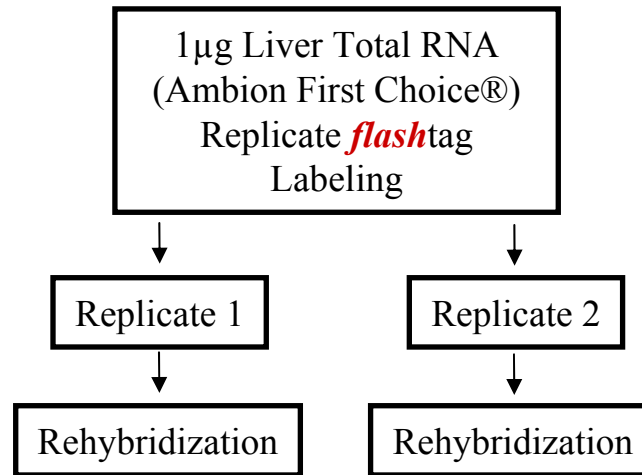 1µg Liver Total RNA
(Ambion First Choice®)
Replicate flashtag
Labeling
Replicate 1
Replicate 2
Rehybridization
Rehybridization